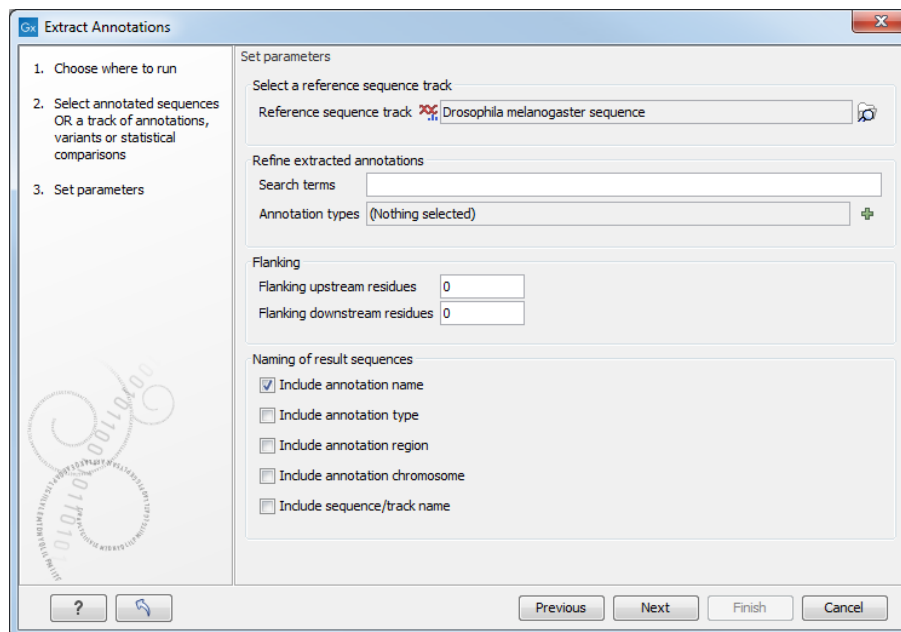 Gx Extract Annotations
1. Choose where to run
2. Select annotated sequences
OR a track of annotations,
variants or statistical
comparisons
3. Set parameters
Set parameters
Select a reference sequence track
Reference sequence track Drosophila melanogaster sequence
Refine extracted annotations
Search terms
Annotation types (Nothing selected)
Flanking
Flanking upstream residues 0
Flanking downstream residues 0
Naming of result sequences
Include annotation name
Include annotation type
Include annotation region
Include annotation chromosome
Include sequence/track name
? Previous Next Finish Cancel